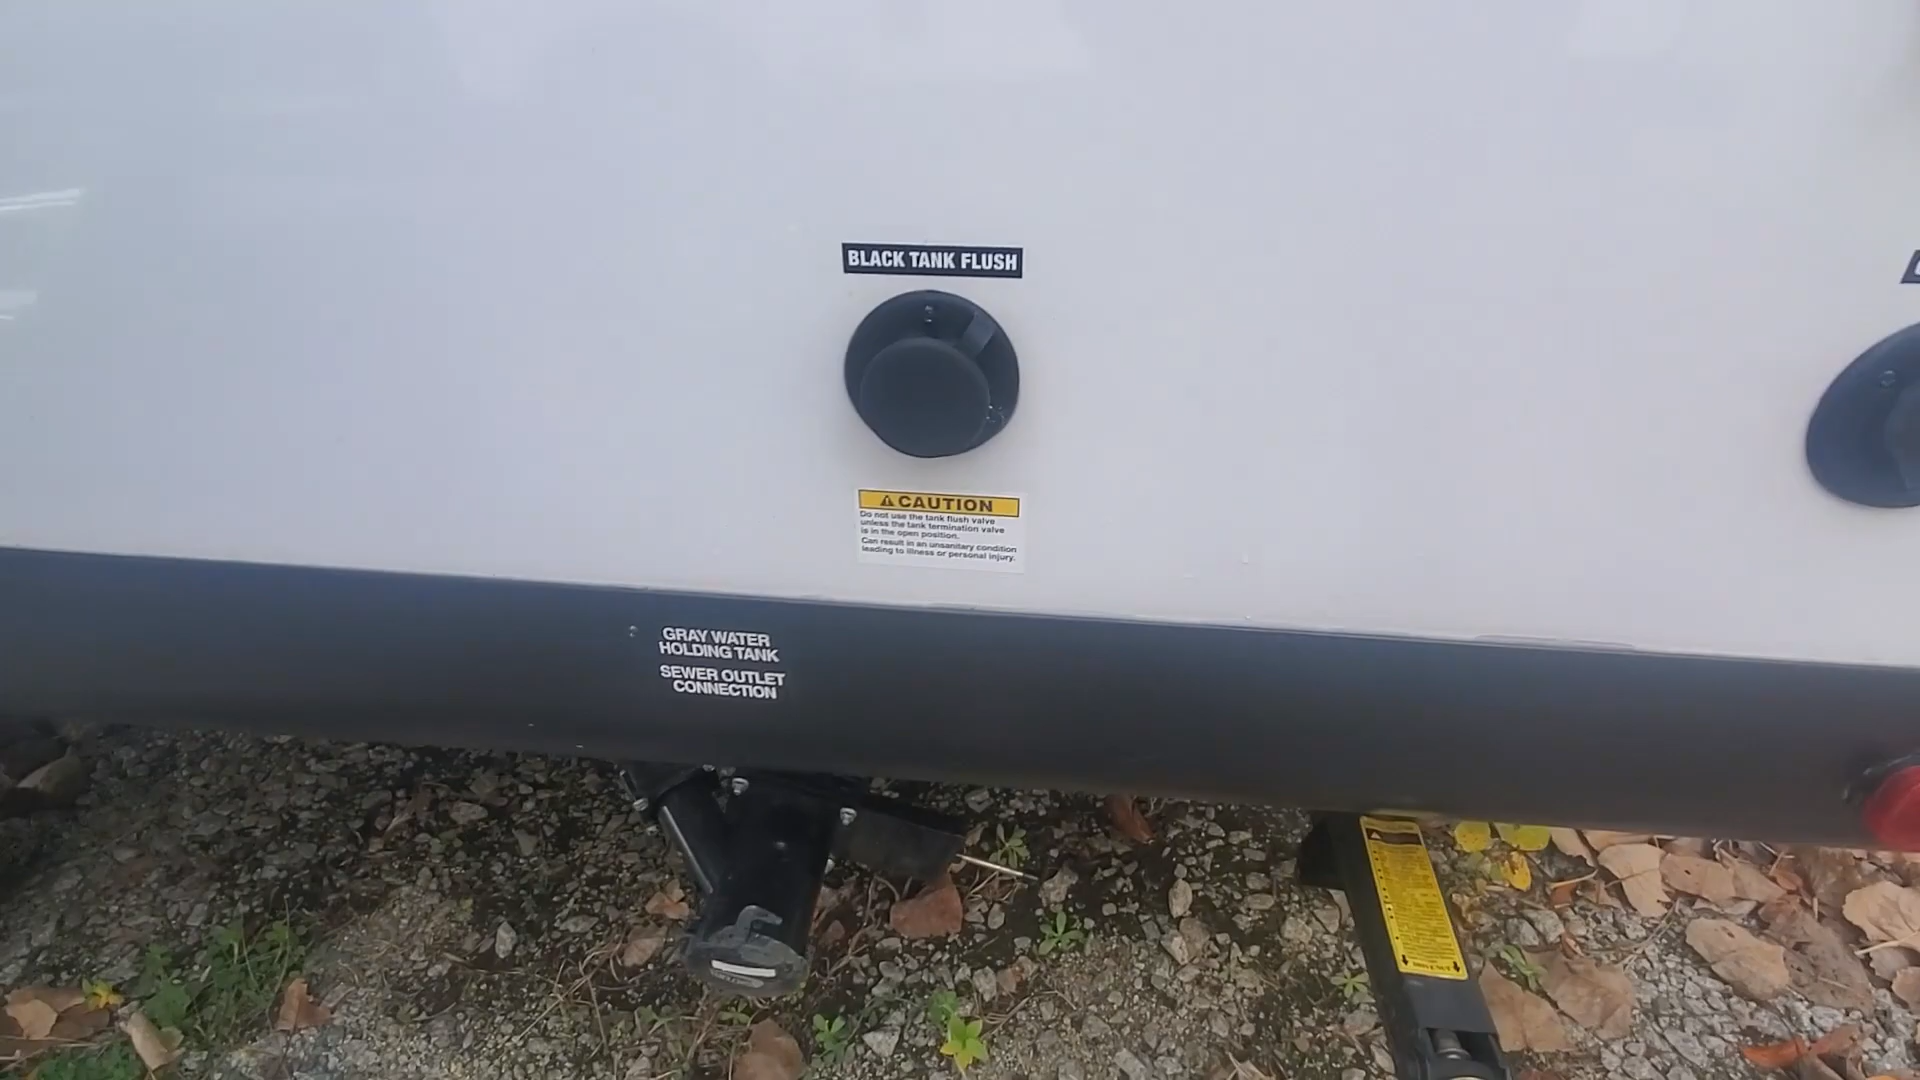 BLACK TANK FLUSH
CAUTION
Do not use the tank flush valve
unless the tank termination valve
is in the open position.
Can result in an unsanitary condition
leading to illness or personal injury.
GRAY WATER
HOLDING TANK
SEWER OUTLET
CONNECTION